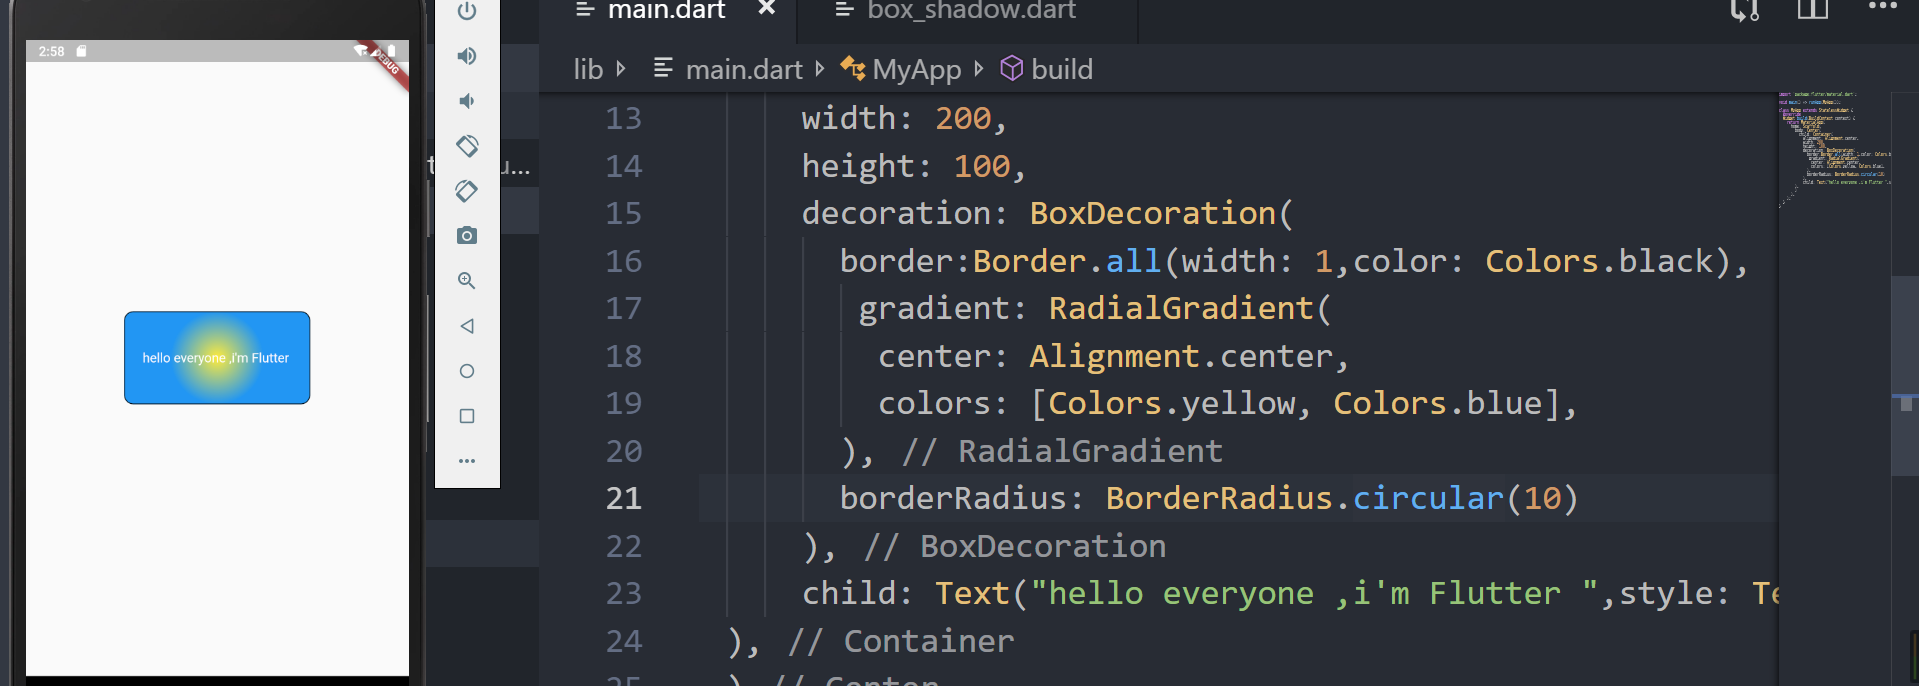 2:58
DEBUG
hello everyone ,i'm Flutter
main.dart
box_shadow.dart
lib
main.dart
MyApp
build
13 width: 200,
14 height: 100,
15 decoration: BoxDecoration(
16 border:Border.all(width: 1,color: Colors.black),
17 gradient: RadialGradient(
18 center: Alignment.center,
19 colors: [Colors.yellow, Colors.blue],
20 ), // RadialGradient
21 borderRadius: BorderRadius.circular(10)
22 ), // BoxDecoration
23 child: Text("hello everyone ,i'm Flutter ",style: Te
24 ), // Container
25 ) // Center